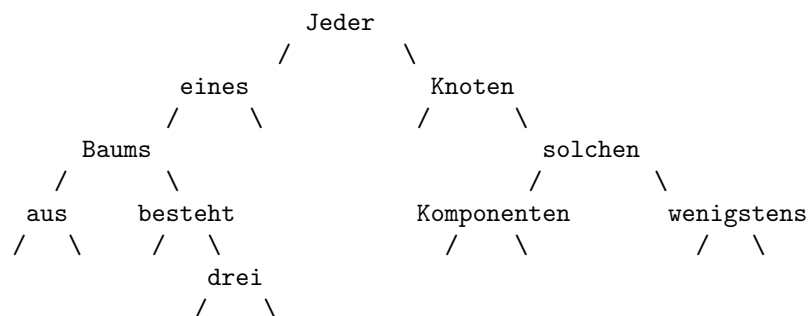 Jeder
eines Knoten
Baums solchen
aus besteht Komponenten wenigstens
drei